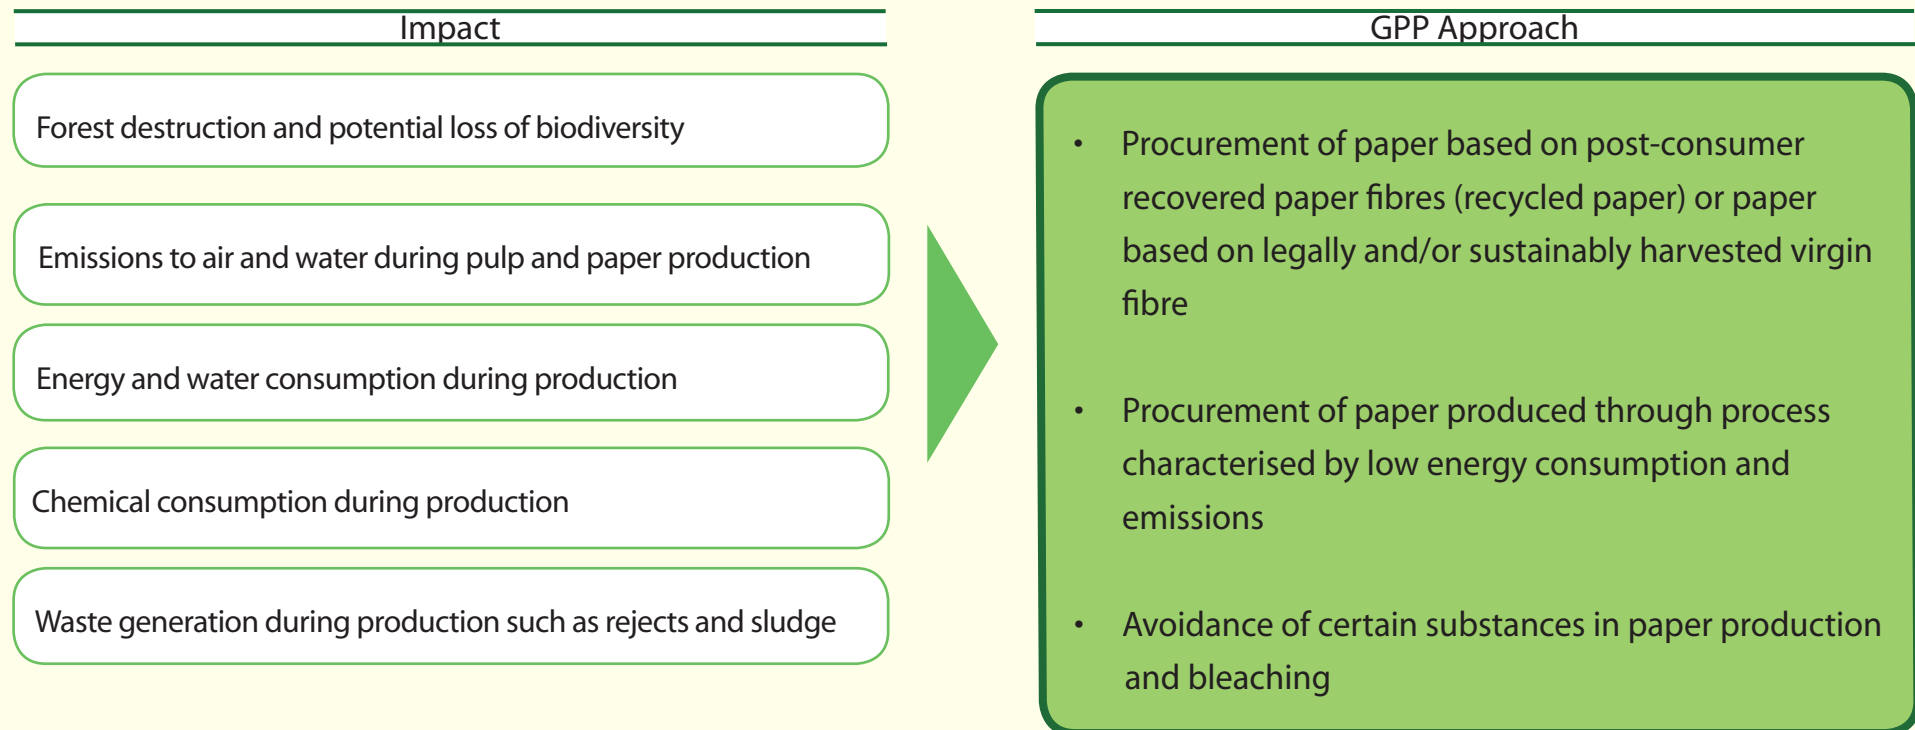 Impact
Forest destruction and potential loss of biodiversity
Emissions to air and water during pulp and paper production
Energy and water consumption during production
Chemical consumption during production
Waste generation during production such as rejects and sludge
GPP Approach
• Procurement of paper based on post-consumer
recovered paper fibres (recycled paper) or paper
based on legally and/or sustainably harvested virgin
fibre
• Procurement of paper produced through process
characterised by low energy consumption and
emissions
• Avoidance of certain substances in paper production
and bleaching